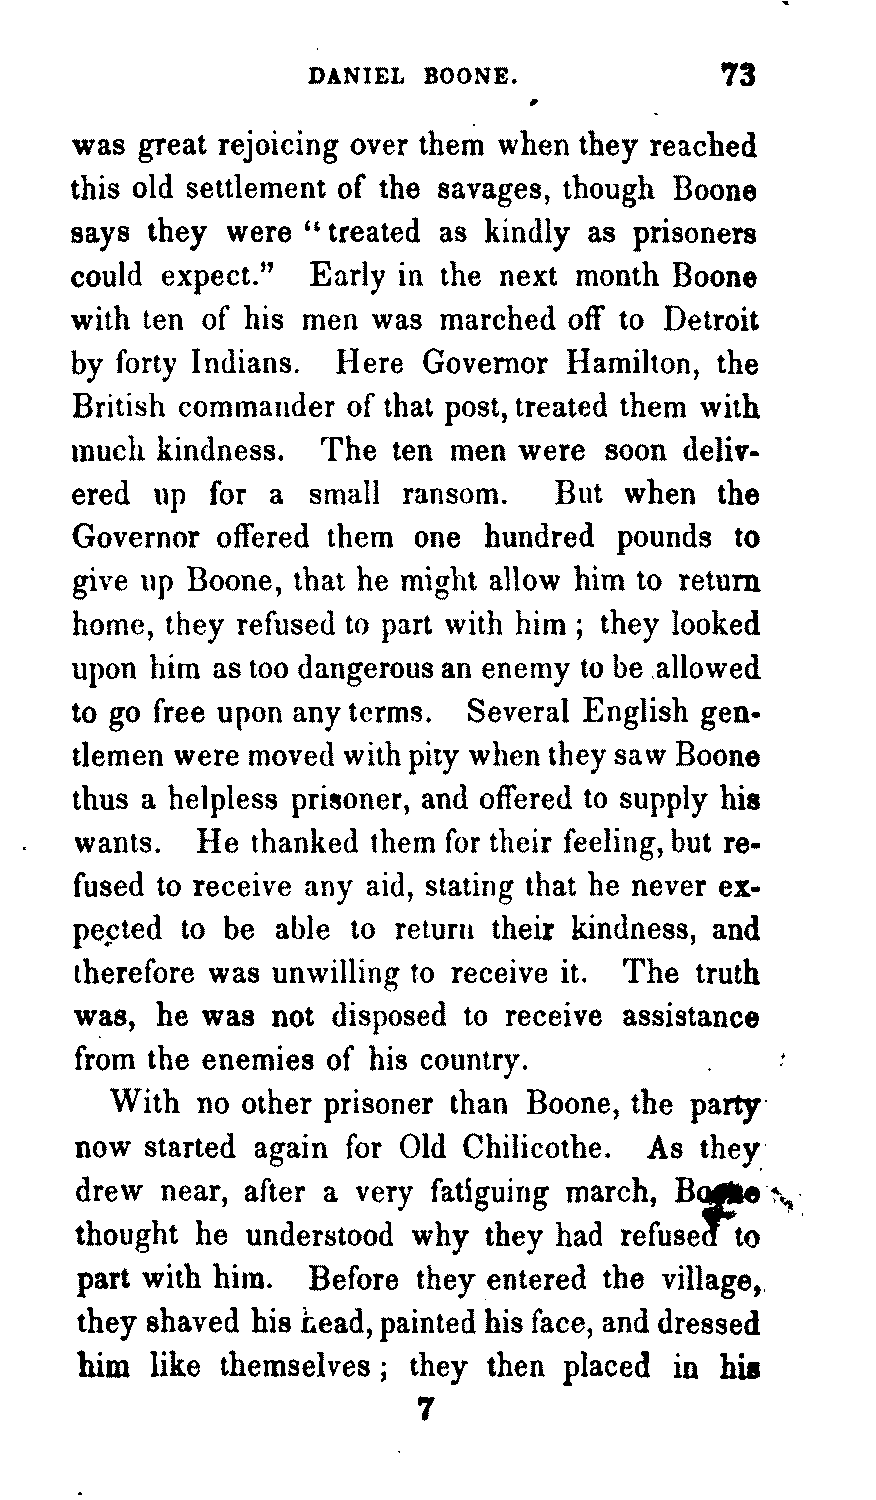 DANIEL BOONE. 73
was great rejoicing over them when they reached
this old settlement of the savages, though Boone
says they were “treated as kindly as prisoners
could expect.” Early in the next month Boone
with ten of his men was marched off to Detroit
by forty Indians. Here Governor Hamilton, the
British commander of that post, treated them with
much kindness. The ten men were soon deliv-
ered up for a small ransom. But when the
Governor offered them one hundred pounds to
give up Boone, that he might allow him to return
home, they refused to part with him; they looked
upon him as too dangerous an enemy to be allowed
to go free upon any terms. Several English gen-
tlemen were moved with pity when they saw Boone
thus a helpless prisoner, and offered to supply his
wants. He thanked them for their feeling, but re-
fused to receive any aid, stating that he never ex-
pected to be able to return their kindness, and
therefore was unwilling to receive it. The truth
was, he was not disposed to receive assistance
from the enemies of his country.
With no other prisoner than Boone, the party
now started again for Old Chilicothe. As they
drew near, after a very fatiguing march, Boone
thought he understood why they had refused to
part with him. Before they entered the village,
they shaved his head, painted his face, and dressed
him like themselves; they then placed in his
7